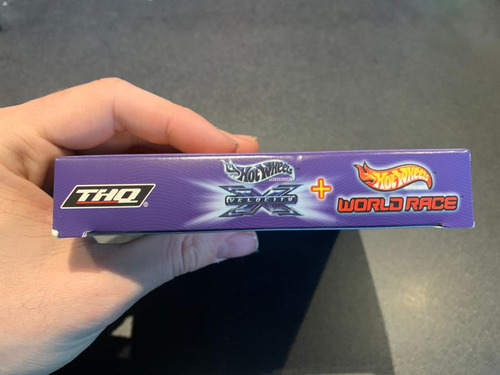 THQ
®
HOT WHEELS
VELOCITY
X
+
HOT WHEELS
WORLD RACE